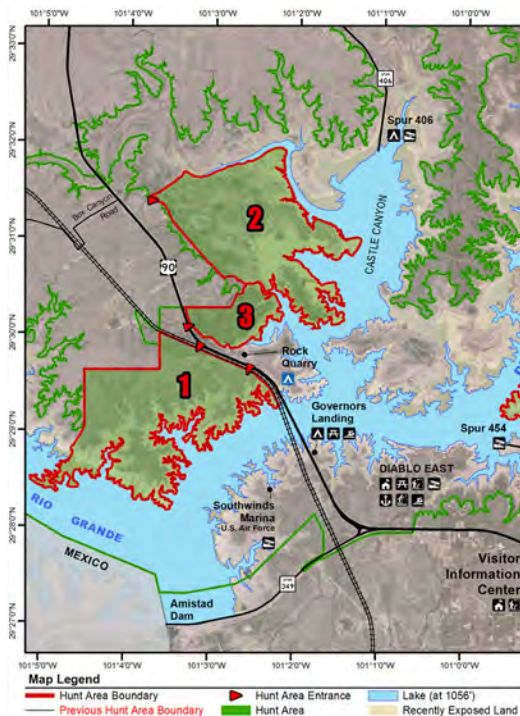 101°5'0"W 101°4'0"W 101°3'0"W 101°2'0"W 101°1'0"W 101°0'0"W
29°33'0"N
29°32'0"N
29°31'0"N
29°30'0"N
29°29'0"N
29°28'0"N
29°27'0"N
SPUR
406
Spur 406
Box Canyon
Road
2
CASTLE CANYON
90
3
Rock
Quarry
1
Governors
Landing
Spur 454
DIABLO EAST
RIO GRANDE
MEXICO
Southwinds
Marina
U.S. Air Force
Visitor
Information
Center
349
Amistad
Dam
101°5'0"W 101°4'0"W 101°3'0"W 101°2'0"W 101°1'0"W 101°0'0"W
Map Legend
Hunt Area Boundary Hunt Area Entrance Lake (at 1056')
Previous Hunt Area Boundary Hunt Area Recently Exposed Land